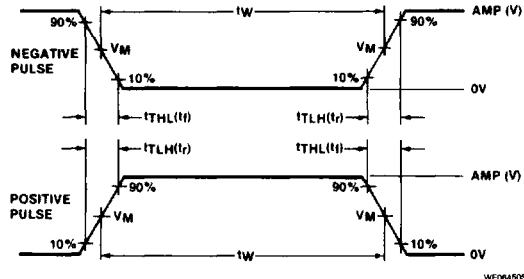 tW
AMP (V)
90%
90%
NEGATIVE
PULSE
VM
VM
10%
10%
0V
tTHL(tf)
tTLH(tr)
tTLH(tr)
tTHL(tf)
AMP (V)
90%
90%
POSITIVE
PULSE
VM
VM
10%
10%
0V
tW
WF06450S